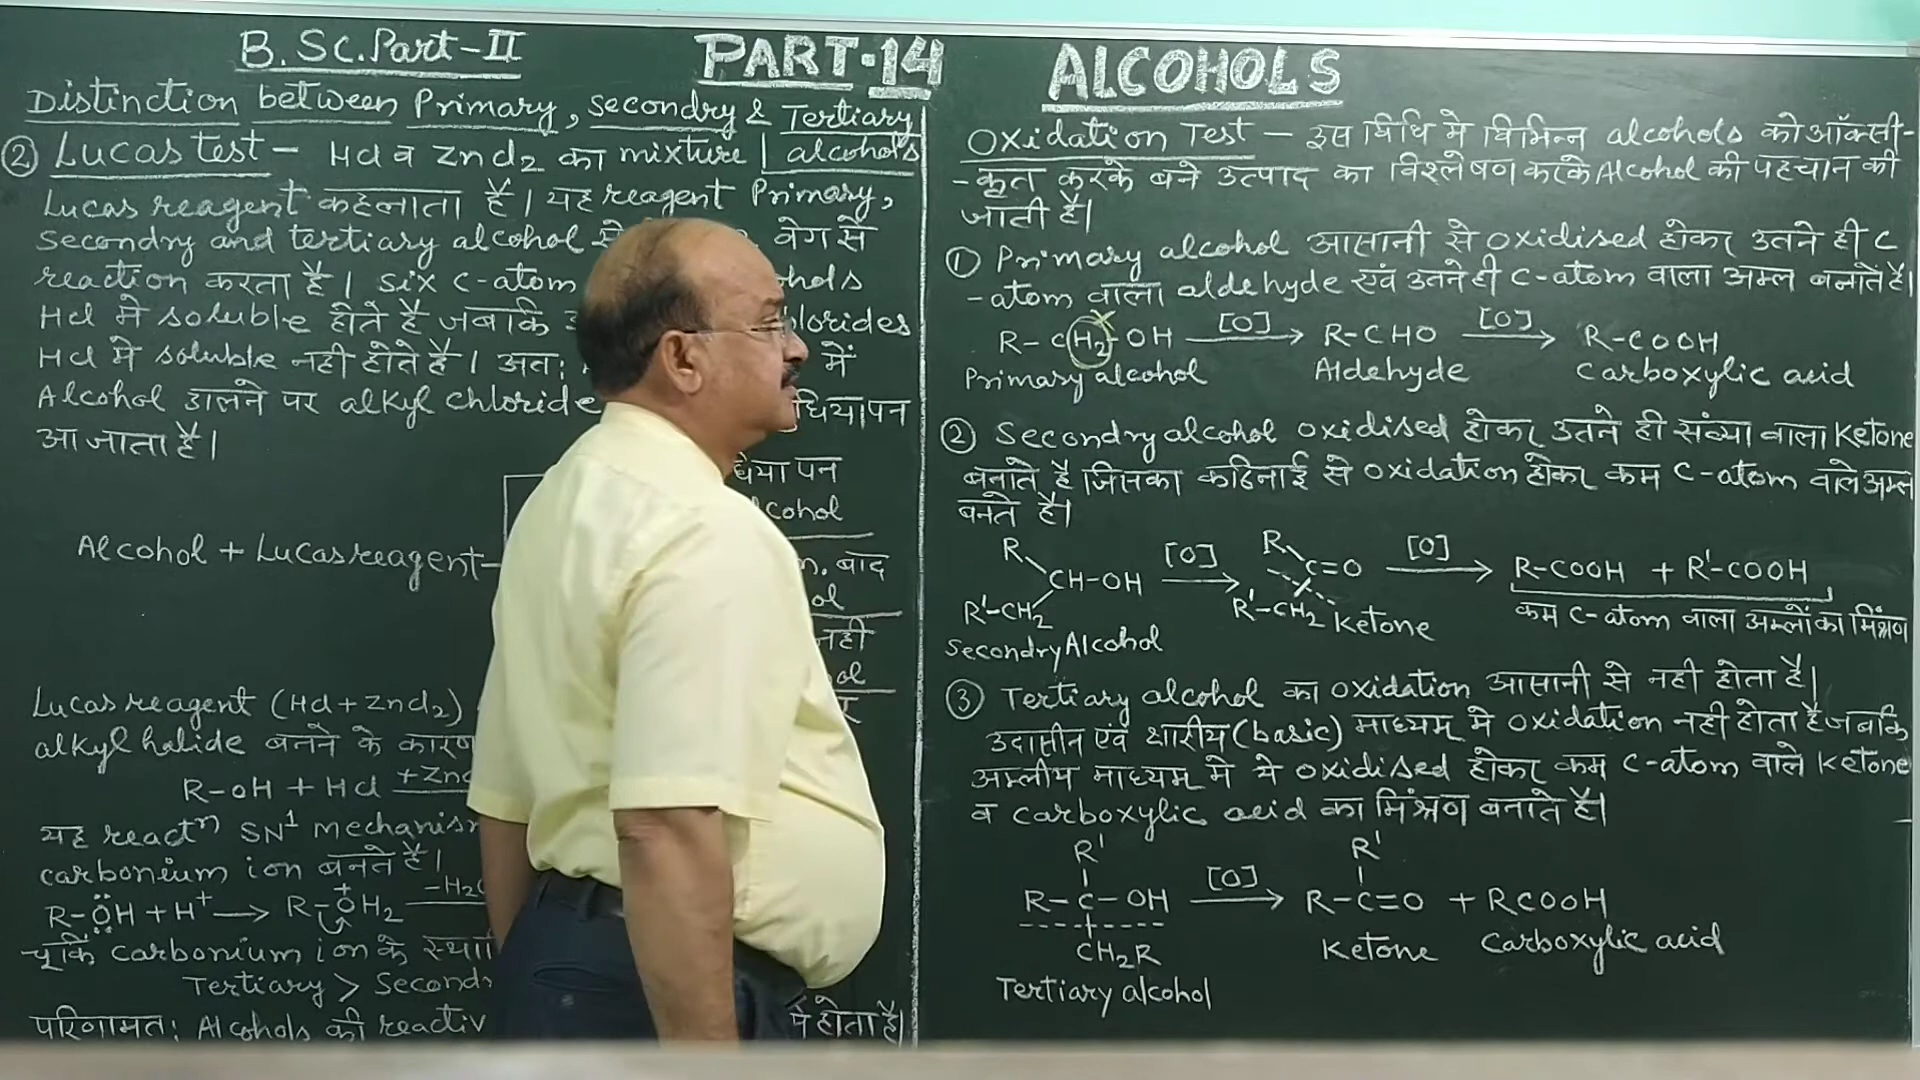 B.Sc.Part-II
PART-14
ALCOHOLS
Distinction between Primary, secondry & Tertiary
② Lucas test - Hcl व Zncl2 का mixture | alcohols
Lucas reagent कहलाता है। यह reagent Primary,
Secondry and tertiary alcohol से वेग से
reaction करता है। six C-atom
Hcl मे soluble होते है जबकि
Hcl मे soluble नही होते है। अत: में
Alcohol डालने पर alkyl chloride
आ जाता है।
पन
Alcohol + Lucas reagent
बाद
नही
Lucas reagent (Hcl+Zncl2)
alkyl halide बनने के कारण
R-OH + Hcl
यह reactⁿ SN¹
carbonium ion बनते है।
R-ÖH + H⁺ → R-O⁺H2 -H2O
चूकि carbonium ion के
Tertiary >
परिणामत: Alcohols की होता है।
Oxidation Test - इस विधि मे विभिन्न alcohols को ऑक्सी-
-कृत करके बने उत्पाद का विश्लेषण करके Alcohol की पहचान की
जाती है।
① Primary alcohol आसानी से oxidised होकर उतने ही C
-atom वाला aldehyde एवं उतने ही C-atom वाला अम्ल बनाते है।
R-CH2-OH [O]→ R-CHO [O]→ R-COOH
Primary alcohol Aldehyde Carboxylic acid
② Secondry alcohol oxidised होकर उतने ही संख्या वाला Ketone
बनाते है जिसका कठिनाई से oxidation होकर कम C-atom वाले अम्ल
बनते है।
R R
CH-OH [O]→ C=O [O]→ R-COOH + R'-COOH
R'-CH2 R'-CH2 Ketone कम C-atom वाला अम्लों का मिश्रण
Secondry Alcohol
③ Tertiary alcohol का oxidation आसानी से नही होता है।
उदासीन एवं क्षारीय (basic) माध्यम मे oxidation नही होता है जबकि
अम्लीय माध्यम मे ये oxidised होकर कम C-atom वाले Ketone
व carboxylic acid का मिश्रण बनाते है।
R' R'
R-C-OH [O]→ R-C=O + RCOOH
CH2R Ketone Carboxylic acid
Tertiary alcohol